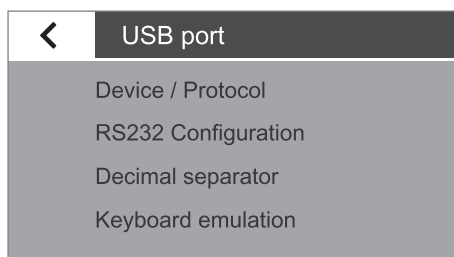 USB port
Device / Protocol
RS232 Configuration
Decimal separator
Keyboard emulation